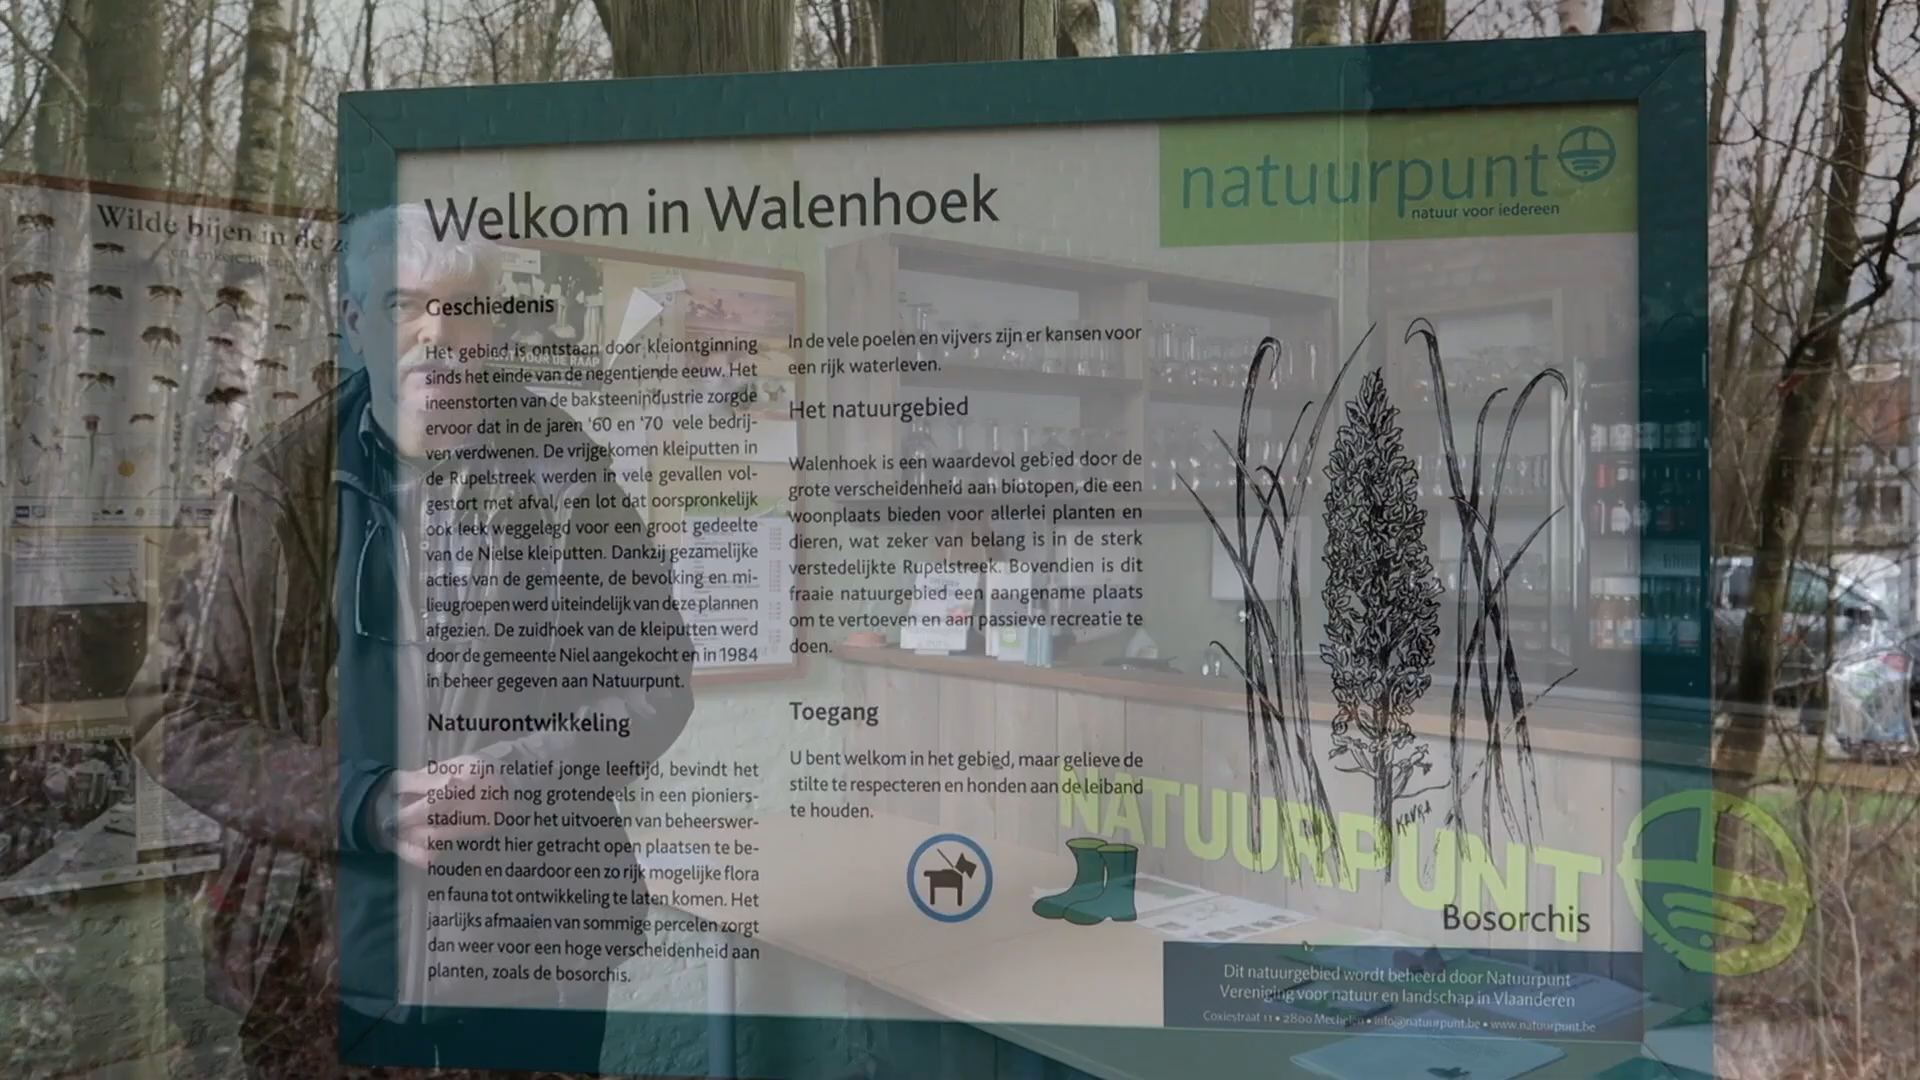 Welkom in Walenhoek
natuurpunt
natuur voor iedereen
Wilde bijen in de
Geschiedenis
Het gebied is ontstaan door kleiontginning
sinds het einde van de negentiende eeuw. Het
ineenstorten van de baksteenindustrie zorgde
ervoor dat in de jaren '60 en '70 vele bedrij-
ven verdwenen. De vrijgekomen kleiputten in
de Rupelstreek werden in vele gevallen vol-
gestort met afval, een lot dat oorspronkelijk
ook leek weggelegd voor een groot gedeelte
van de Nielse kleiputten. Dankzij gezamelijke
acties van de gemeente, de bevolking en mi-
lieugroepen werd uiteindelijk van deze plannen
afgezien. De zuidhoek van de kleiputten werd
door de gemeente Niel aangekocht en in 1984
in beheer gegeven aan Natuurpunt.
Natuurontwikkeling
Door zijn relatief jonge leeftijd, bevindt het
gebied zich nog grotendeels in een pioniers-
stadium. Door het uitvoeren van beheerswer-
ken wordt hier getracht open plaatsen te be-
houden en daardoor een zo rijk mogelijke flora
en fauna tot ontwikkeling te laten komen. Het
jaarlijks afmaaien van sommige percelen zorgt
dan weer voor een hoge verscheidenheid aan
planten, zoals de bosorchis.
In de vele poelen en vijvers zijn er kansen voor
een rijk waterleven.
Het natuurgebied
Walenhoek is een waardevol gebied door de
grote verscheidenheid aan biotopen, die een
woonplaats bieden voor allerlei planten en
dieren, wat zeker van belang is in de sterk
verstedelijkte Rupelstreek. Bovendien is dit
fraaie natuurgebied een aangename plaats
om te vertoeven en aan passieve recreatie te
doen.
Toegang
U bent welkom in het gebied, maar gelieve de
stilte te respecteren en honden aan de leiband
te houden.
NATUURPUNT
Bosorchis
Dit natuurgebied wordt beheerd door Natuurpunt
Vereniging voor natuur en landschap in Vlaanderen
Coxiestraat 11 • 2800 Mechelen • info@natuurpunt.be • www.natuurpunt.be